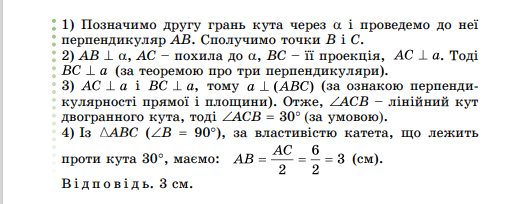 1) Позначимо другу грань кута через α і проведемо до неї
перпендикуляр AB. Сполучимо точки B і C.
2) AB ⊥ α, AC – похила до α, BC – її проекція, AC ⊥ a. Тоді
BC ⊥ a (за теоремою про три перпендикуляри).
3) AC ⊥ a і BC ⊥ a, тому a ⊥ (ABC) (за ознакою перпенди-
кулярності прямої і площини). Отже, ∠ACB – лінійний кут
двогранного кута, тоді ∠ACB = 30° (за умовою).
4) Із △ABC (∠B = 90°), за властивістю катета, що лежить
проти кута 30°, маємо: AB = AC/2 = 6/2 = 3 (см).
Відповідь. 3 см.